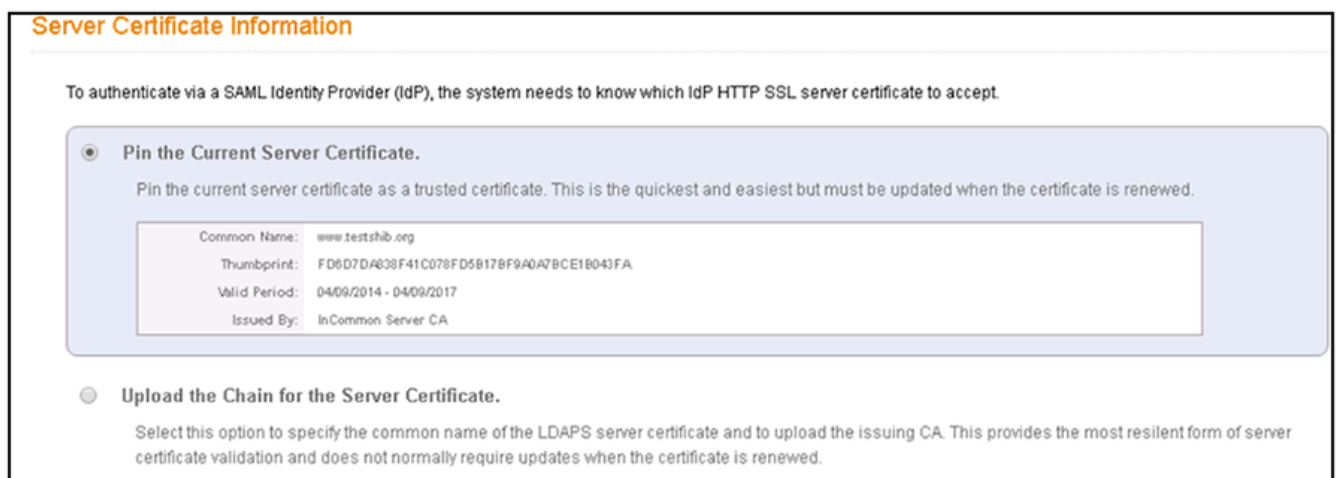 Server Certificate Information
To authenticate via a SAML Identity Provider (IdP), the system needs to know which IdP HTTP SSL server certificate to accept.
Pin the Current Server Certificate.
Pin the current server certificate as a trusted certificate. This is the quickest and easiest but must be updated when the certificate is renewed.
Common Name: www.testshib.org
Thumbprint: FD6D7DA838F41C078FD5B17BF9A0A7BCE1B043FA
Valid Period: 04/09/2014 - 04/09/2017
Issued By: InCommon Server CA
Upload the Chain for the Server Certificate.
Select this option to specify the common name of the LDAPS server certificate and to upload the issuing CA. This provides the most resilent form of server
certificate validation and does not normally require updates when the certificate is renewed.